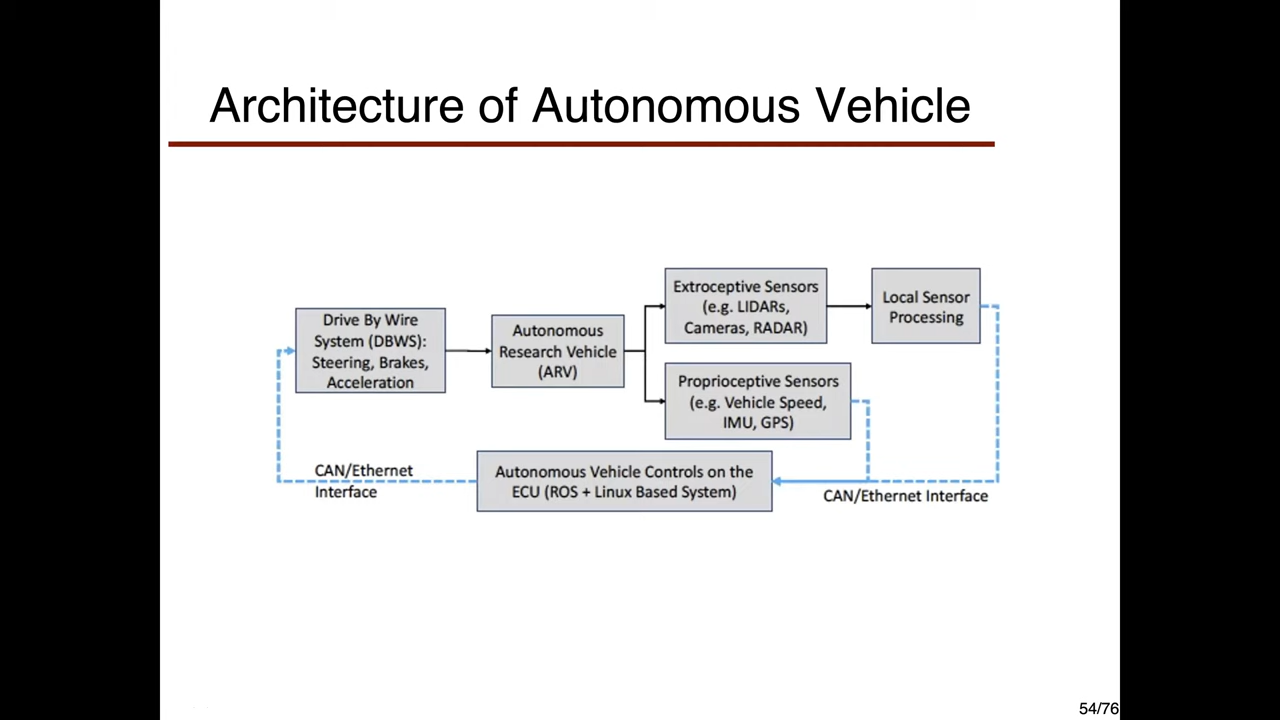 Architecture of Autonomous Vehicle
Drive By Wire
System (DBWS):
Steering, Brakes,
Acceleration
Autonomous
Research Vehicle
(ARV)
Extroceptive Sensors
(e.g. LIDARs,
Cameras, RADAR)
Local Sensor
Processing
Proprioceptive Sensors
(e.g. Vehicle Speed,
IMU, GPS)
Autonomous Vehicle Controls on the
ECU (ROS + Linux Based System)
CAN/Ethernet
Interface
CAN/Ethernet Interface
54/76